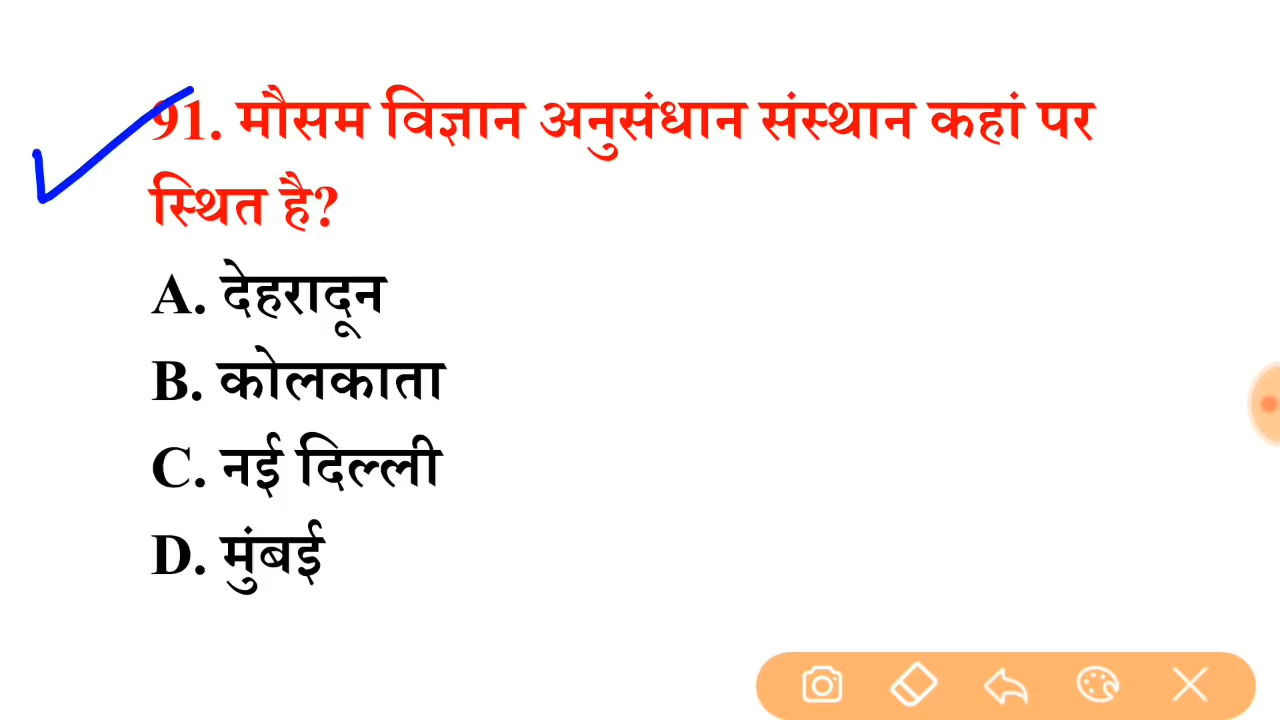 91. मौसम विज्ञान अनुसंधान संस्थान कहां पर
स्थित है?
A. देहरादून
B. कोलकाता
C. नई दिल्ली
D. मुंबई